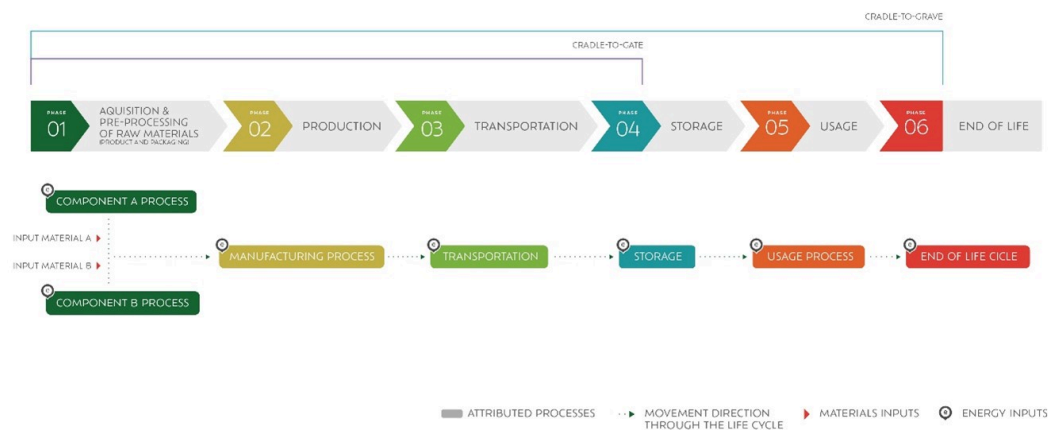 CRADLE-TO-GRAVE
CRADLE-TO-GATE
PHASE
01
AQUISITION &
PRE-PROCESSING
OF RAW MATERIALS
(PRODUCT AND PACKAGING)
PHASE
02
PRODUCTION
PHASE
03
TRANSPORTATION
PHASE
04
STORAGE
PHASE
05
USAGE
PHASE
06
END OF LIFE
COMPONENT A PROCESS
INPUT MATERIAL A
INPUT MATERIAL B
COMPONENT B PROCESS
MANUFACTURING PROCESS
TRANSPORTATION
STORAGE
USAGE PROCESS
END OF LIFE CICLE
ATTRIBUTED PROCESSES
MOVEMENT DIRECTION
THROUGH THE LIFE CYCLE
MATERIALS INPUTS
ENERGY INPUTS